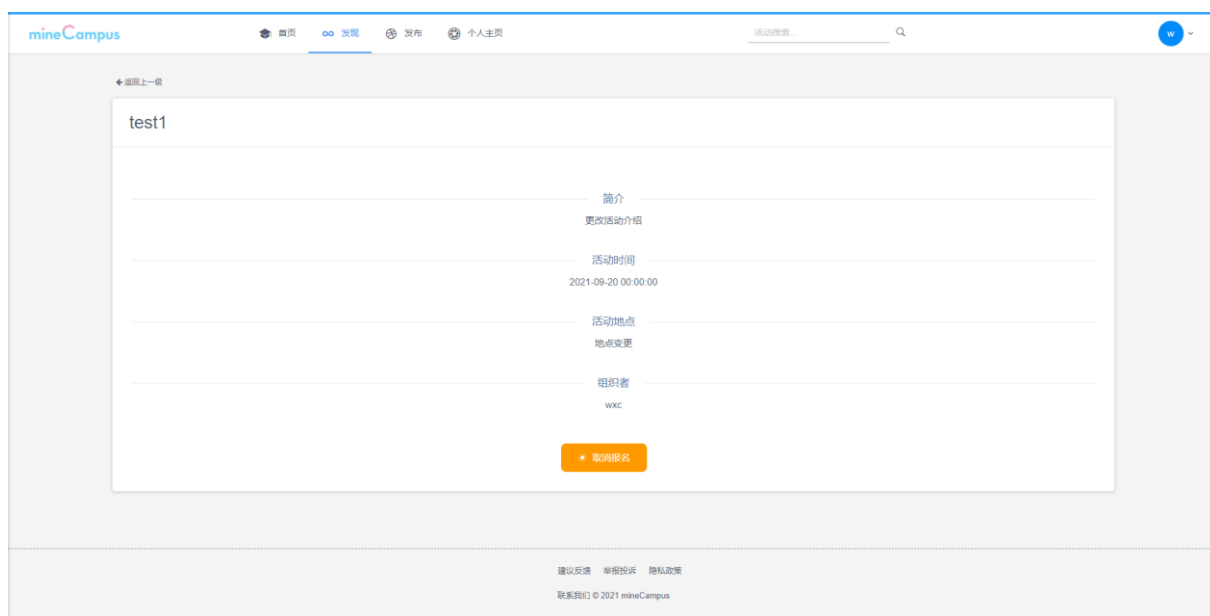 mineCampus 首页 发现 发布 个人主页 活动搜索... w
返回上一级
test1
简介
更改活动介绍
活动时间
2021-09-20 00:00:00
活动地点
地点变更
组织者
wxc
取消报名
建议反馈 举报投诉 隐私政策
联系我们 © 2021 mineCampus